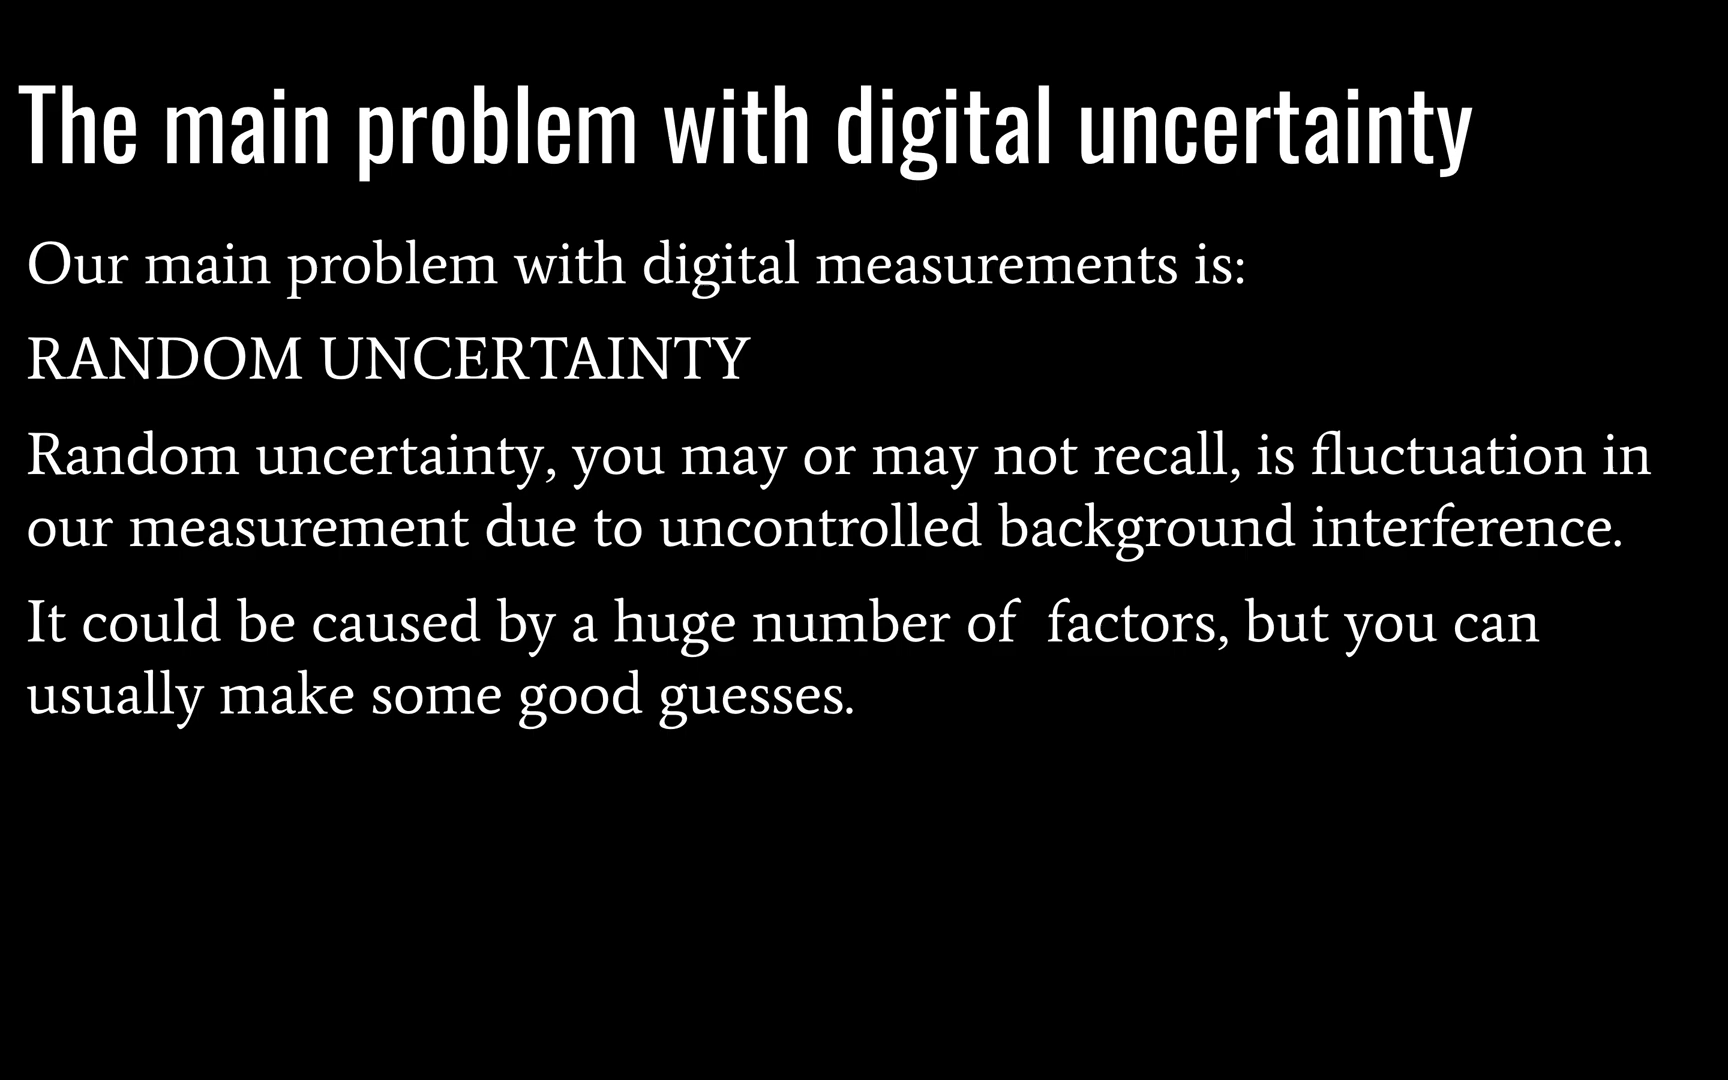 The main problem with digital uncertainty
Our main problem with digital measurements is:
RANDOM UNCERTAINTY
Random uncertainty, you may or may not recall, is fluctuation in
our measurement due to uncontrolled background interference.
It could be caused by a huge number of  factors, but you can
usually make some good guesses.